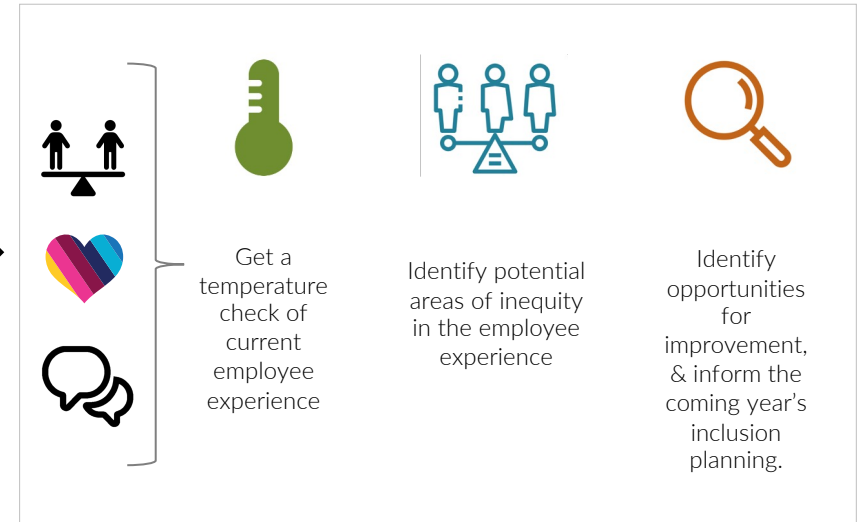 Get a
temperature
check of
current
employee
experience
Identify potential
areas of inequity
in the employee
experience
Identify
opportunities
for
improvement,
& inform the
coming year’s
inclusion
planning.